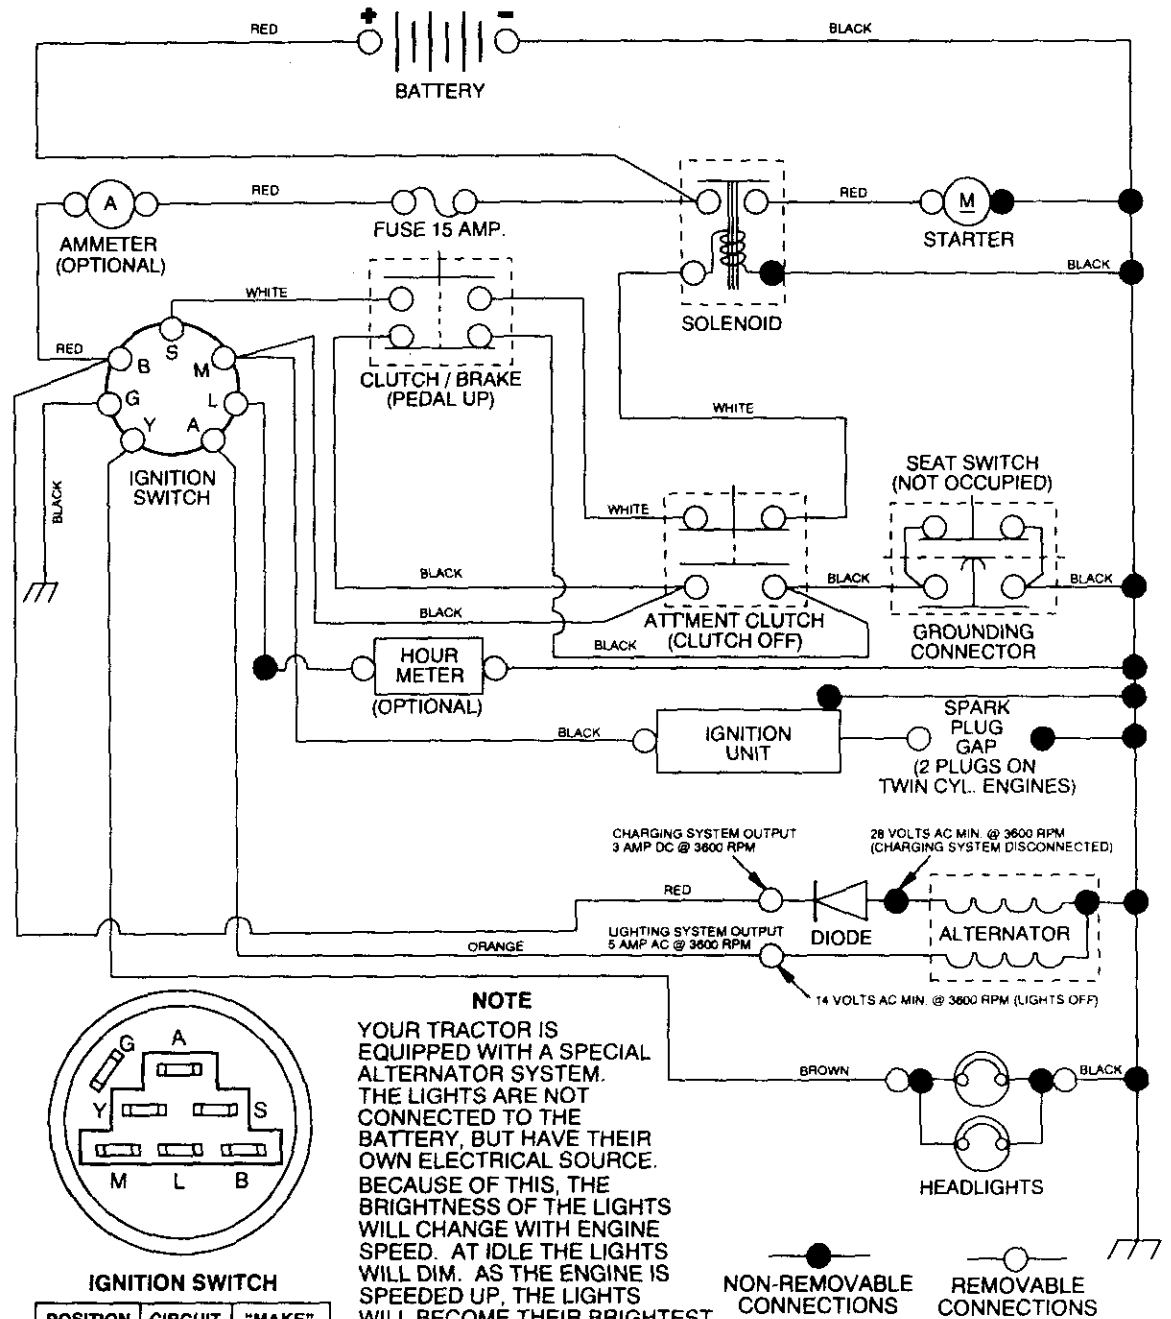 + -
RED
BLACK
BATTERY
RED
RED
A
M
FUSE 15 AMP.
AMMETER
(OPTIONAL)
STARTER
BLACK
WHITE
SOLENOID
RED
S
B
M
CLUTCH / BRAKE
(PEDAL UP)
G
L
WHITE
Y
A
IGNITION
SWITCH
SEAT SWITCH
(NOT OCCUPIED)
BLACK
WHITE
BLACK
BLACK
BLACK
BLACK
ATT'MENT CLUTCH
(CLUTCH OFF)
GROUNDING
CONNECTOR
BLACK
HOUR
METER
(OPTIONAL)
BLACK
IGNITION
UNIT
SPARK
PLUG
GAP
(2 PLUGS ON
TWIN CYL. ENGINES)
CHARGING SYSTEM OUTPUT
3 AMP DC @ 3600 RPM
28 VOLTS AC MIN. @ 3600 RPM
(CHARGING SYSTEM DISCONNECTED)
RED
DIODE
ALTERNATOR
LIGHTING SYSTEM OUTPUT
5 AMP AC @ 3600 RPM
ORANGE
14 VOLTS AC MIN. @ 3600 RPM (LIGHTS OFF)
NOTE
YOUR TRACTOR IS
EQUIPPED WITH A SPECIAL
ALTERNATOR SYSTEM.
THE LIGHTS ARE NOT
CONNECTED TO THE
BATTERY, BUT HAVE THEIR
OWN ELECTRICAL SOURCE.
BECAUSE OF THIS, THE
BRIGHTNESS OF THE LIGHTS
WILL CHANGE WITH ENGINE
SPEED. AT IDLE THE LIGHTS
WILL DIM. AS THE ENGINE IS
SPEEDED UP, THE LIGHTS
WILL BECOME THEIR BRIGHTEST
BROWN
BLACK
HEADLIGHTS
G
A
Y
S
M
L
B
IGNITION SWITCH
POSITION CIRCUIT "MAKE"
NON-REMOVABLE
CONNECTIONS
REMOVABLE
CONNECTIONS